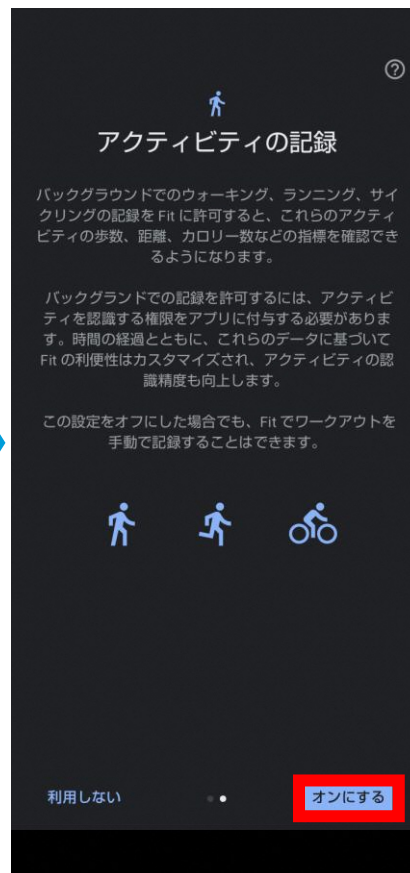 アクティビティの記録
バックグラウンドでのウォーキング、ランニング、サイ
クリングの記録を Fit に許可すると、これらのアクティ
ビティの歩数、距離、カロリー数などの指標を確認でき
るようになります。
バックグランドでの記録を許可するには、アクティビ
ティを認識する権限をアプリに付与する必要がありま
す。時間の経過とともに、これらのデータに基づいて
Fit の利便性はカスタマイズされ、アクティビティの認
識精度も向上します。
この設定をオフにした場合でも、Fit でワークアウトを
手動で記録することはできます。
利用しない
オンにする